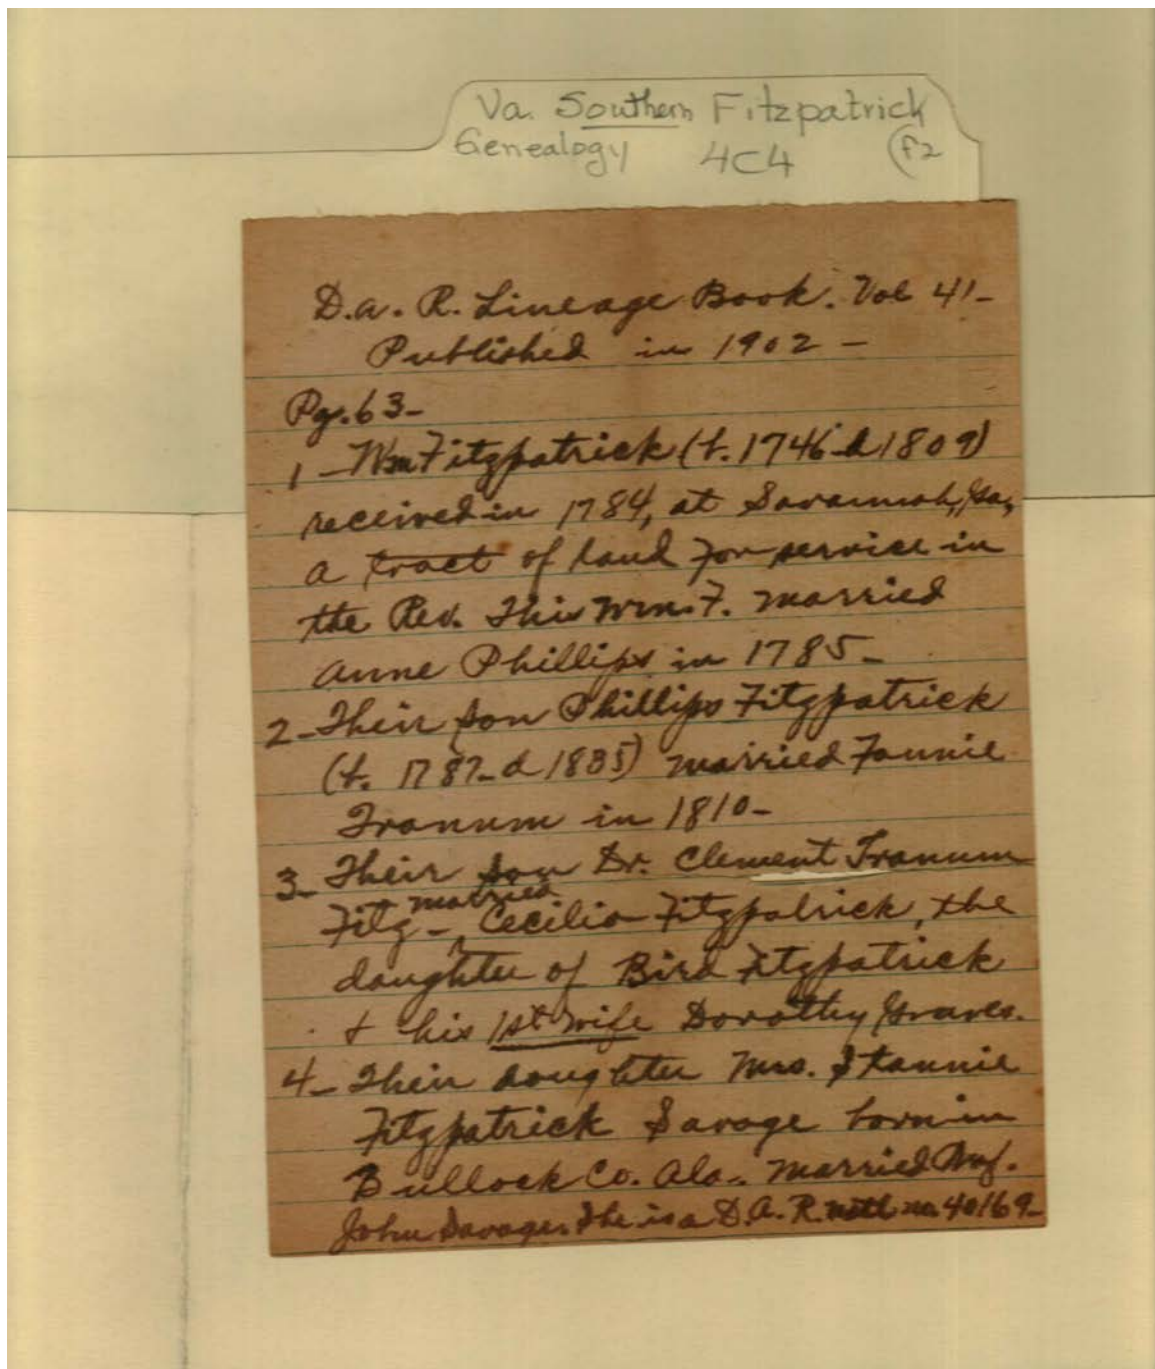 Va. Southern Fitzpatrick
Genealogy 4C4 (F2
D.a. R. Lineage Book. Vol 41-
Published in 1902 -
Pg. 63-
1 - Wm Fitzpatrick (b. 1746-d 1809)
received in 1784, at Savannah, Ga,
a tract of land for service in
the Rev. This Wm. F. married
Anne Phillips in 1785-
2- Their son Phillips Fitzpatrick
(b. 1787-d 1835) married Fannie
Tranum in 1810-
3- Their son Dr. Clement Tranum
married
Fitz- ^ Cecilia Fitzpatrick, the
daughter of Bird Fitzpatrick
+ his 1st wife Dorothy Graves.
4- Their daughter Mrs.
Fitzpatrick Savage born in
Bullock Co. Ala. married Maj.
John Savage. She is a D.A.R. natl no. 40169-